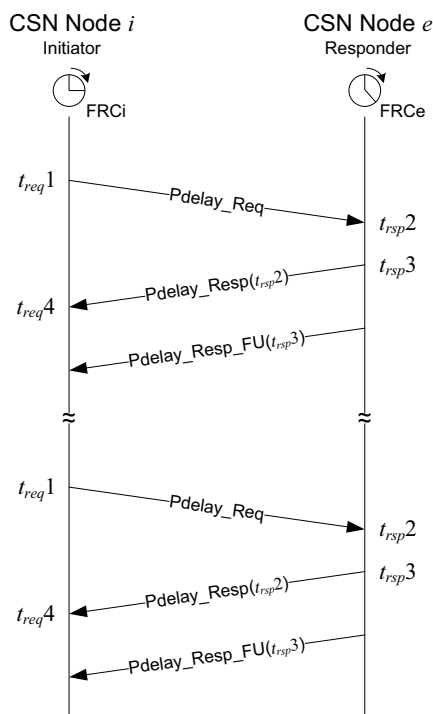 CSN Node i CSN Node e
Initiator Responder
FRCi FRCe
treq1
Pdelay_Req
trsp2
trsp3
Pdelay_Resp(trsp2)
treq4
Pdelay_Resp_FU(trsp3)
≈ ≈
treq1
Pdelay_Req
trsp2
trsp3
Pdelay_Resp(trsp2)
treq4
Pdelay_Resp_FU(trsp3)